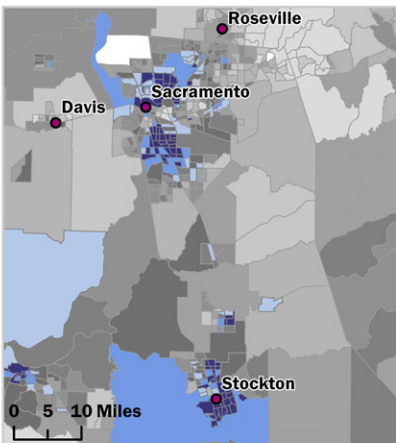 Roseville
Sacramento
Davis
Stockton
0 5 10 Miles